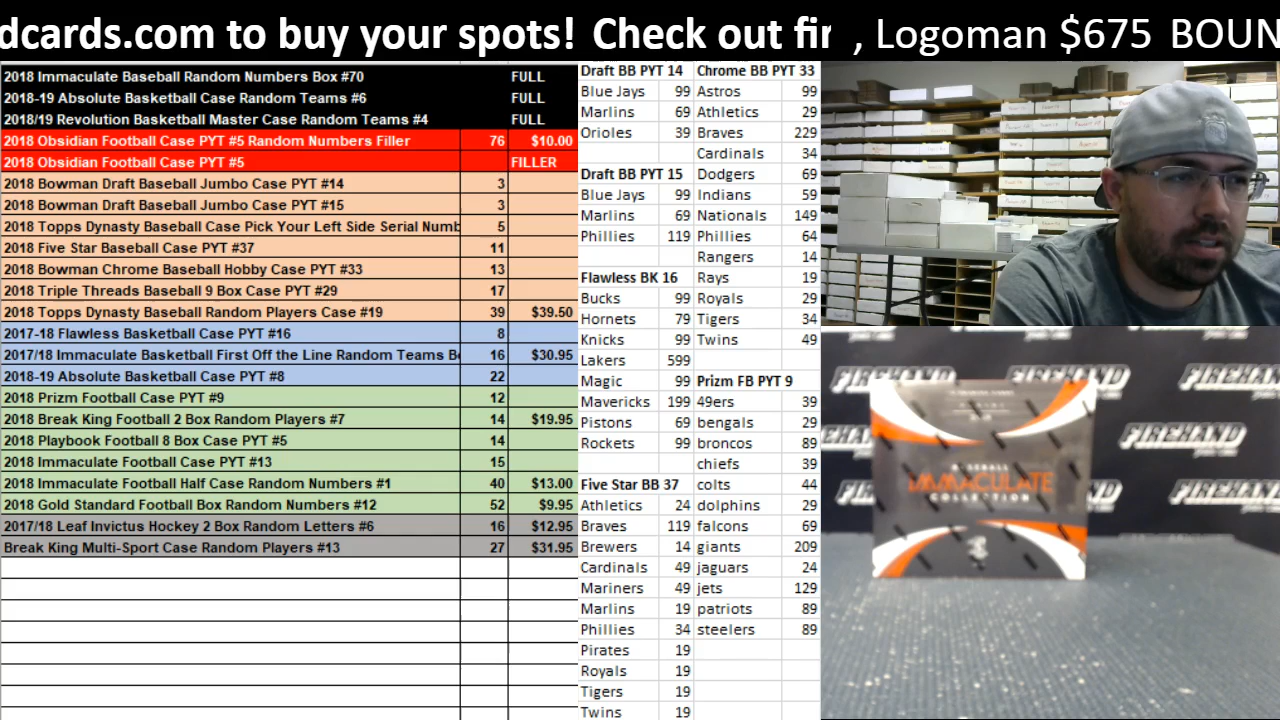 dcards.com to buy your spots! Check out fir
, Logoman $675 BOUN
2018 Immaculate Baseball Random Numbers Box #70 FULL
2018-19 Absolute Basketball Case Random Teams #6 FULL
2018/19 Revolution Basketball Master Case Random Teams #4 FULL
2018 Obsidian Football Case PYT #5 Random Numbers Filler 76 $10.00
2018 Obsidian Football Case PYT #5 FILLER
2018 Bowman Draft Baseball Jumbo Case PYT #14 3
2018 Bowman Draft Baseball Jumbo Case PYT #15 3
2018 Topps Dynasty Baseball Case Pick Your Left Side Serial Numb 5
2018 Five Star Baseball Case PYT #37 11
2018 Bowman Chrome Baseball Hobby Case PYT #33 13
2018 Triple Threads Baseball 9 Box Case PYT #29 17
2018 Topps Dynasty Baseball Random Players Case #19 39 $39.50
2017-18 Flawless Basketball Case PYT #16 8
2017/18 Immaculate Basketball First Off the Line Random Teams Bo 16 $30.95
2018-19 Absolute Basketball Case PYT #8 22
2018 Prizm Football Case PYT #9 12
2018 Break King Football 2 Box Random Players #7 14 $19.95
2018 Playbook Football 8 Box Case PYT #5 14
2018 Immaculate Football Case PYT #13 15
2018 Immaculate Football Half Case Random Numbers #1 40 $13.00
2018 Gold Standard Football Box Random Numbers #12 52 $9.95
2017/18 Leaf Invictus Hockey 2 Box Random Letters #6 16 $12.95
Break King Multi-Sport Case Random Players #13 27 $31.95
Draft BB PYT 14
Blue Jays 99
Marlins 69
Orioles 39
Draft BB PYT 15
Blue Jays 99
Marlins 69
Phillies 119
Flawless BK 16
Bucks 99
Hornets 79
Knicks 99
Lakers 599
Magic 99
Mavericks 199
Pistons 69
Rockets 99
Five Star BB 37
Athletics 24
Braves 119
Brewers 14
Cardinals 49
Mariners 49
Marlins 19
Phillies 34
Pirates 19
Royals 19
Tigers 19
Twins 19
Chrome BB PYT 33
Astros 99
Athletics 29
Braves 229
Cardinals 34
Dodgers 69
Indians 59
Nationals 149
Phillies 64
Rangers 14
Rays 19
Royals 29
Tigers 34
Twins 49
Prizm FB PYT 9
49ers 39
bengals 29
broncos 89
chiefs 39
colts 44
dolphins 29
falcons 69
giants 209
jaguars 24
jets 129
patriots 89
steelers 89
FIREHAND
FIREHAND
BASEBALL
IMMACULATE
COLLECTION